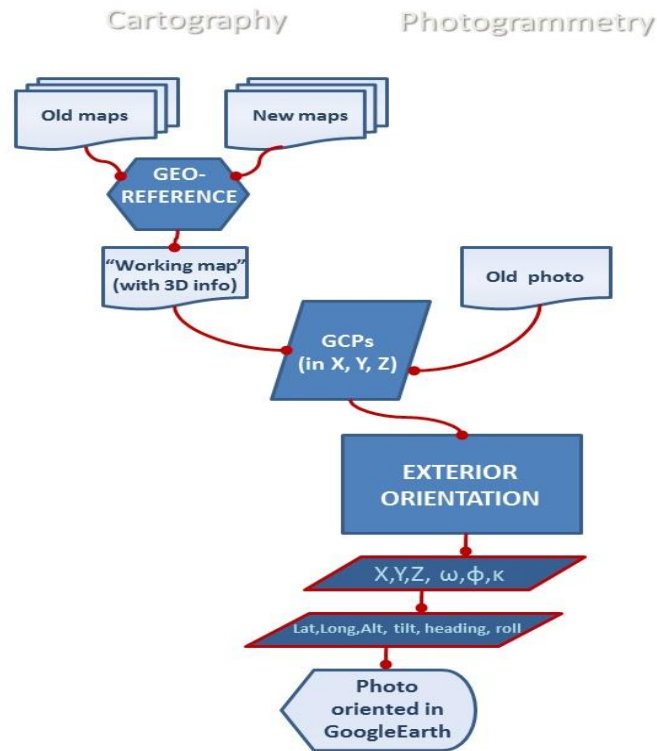 Cartography
Photogrammetry
Old maps
New maps
GEO-
REFERENCE
“Working map”
(with 3D info)
Old photo
GCPs
(in X, Y, Z)
EXTERIOR
ORIENTATION
X,Y,Z, ω,ϕ,κ
Lat,Long,Alt, tilt, heading, roll
Photo
oriented in
GoogleEarth